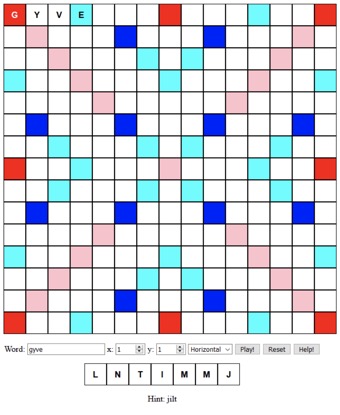 G Y V E
Word: gyve x: 1 y: 1 Horizontal Play! Reset Help!
L N T I M M J
Hint: jilt